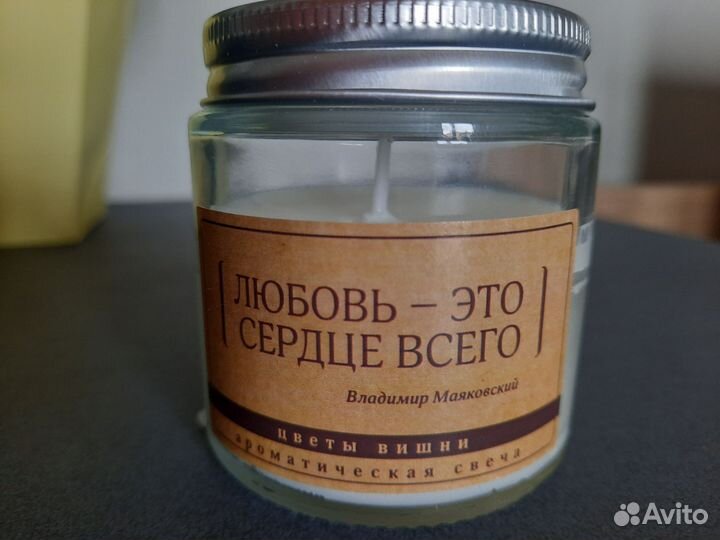 ЛЮБОВЬ – ЭТО
СЕРДЦЕ ВСЕГО
Владимир Маяковский
цветы вишни
ароматическая свеча
Avito